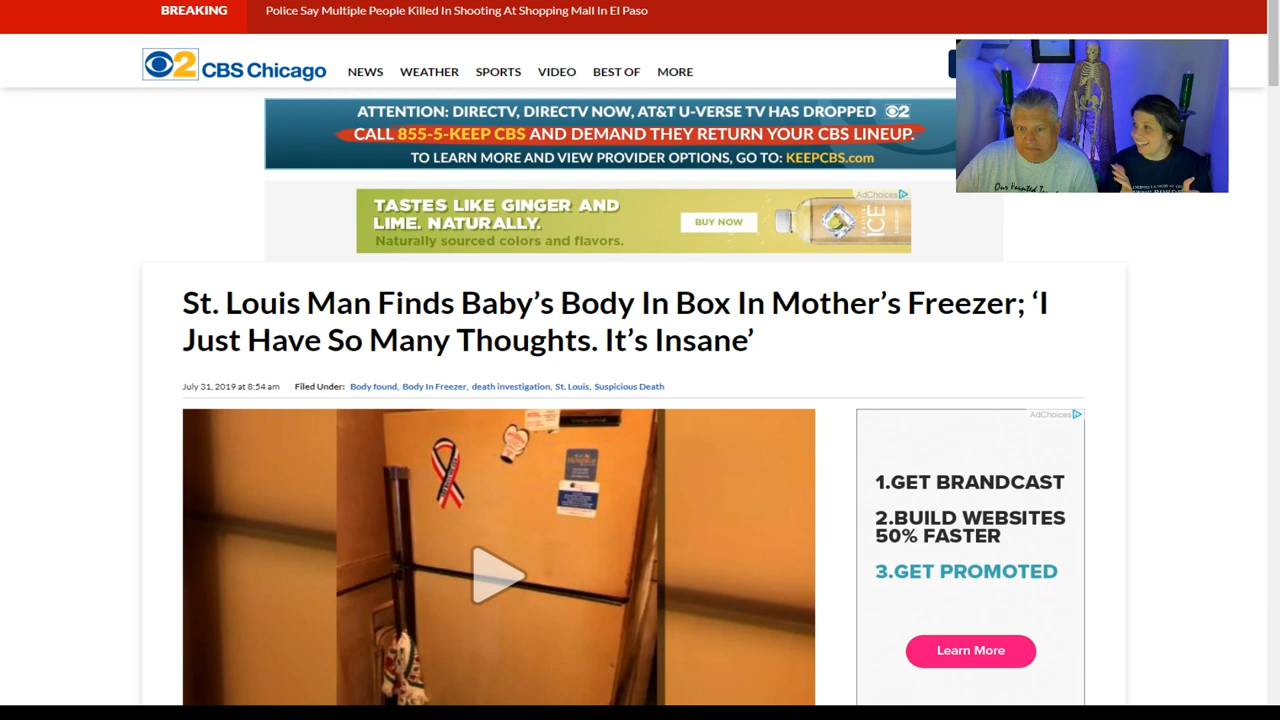 BREAKING
Police Say Multiple People Killed In Shooting At Shopping Mall In El Paso
2 CBS Chicago
NEWS WEATHER SPORTS VIDEO BEST OF MORE
ATTENTION: DIRECTV, DIRECTV NOW, AT&T U-VERSE TV HAS DROPPED 2
CALL 855-5-KEEP CBS AND DEMAND THEY RETURN YOUR CBS LINEUP.
TO LEARN MORE AND VIEW PROVIDER OPTIONS, GO TO: KEEPCBS.com
AdChoices
TASTES LIKE GINGER AND
LIME. NATURALLY.
Naturally sourced colors and flavors.
BUY NOW
ICE
St. Louis Man Finds Baby’s Body In Box In Mother’s Freezer; ‘I
Just Have So Many Thoughts. It’s Insane’
July 31, 2019 at 8:54 am Filed Under: Body found, Body In Freezer, death investigation, St. Louis, Suspicious Death
AdChoices
1.GET BRANDCAST
2.BUILD WEBSITES
50% FASTER
3.GET PROMOTED
Learn More